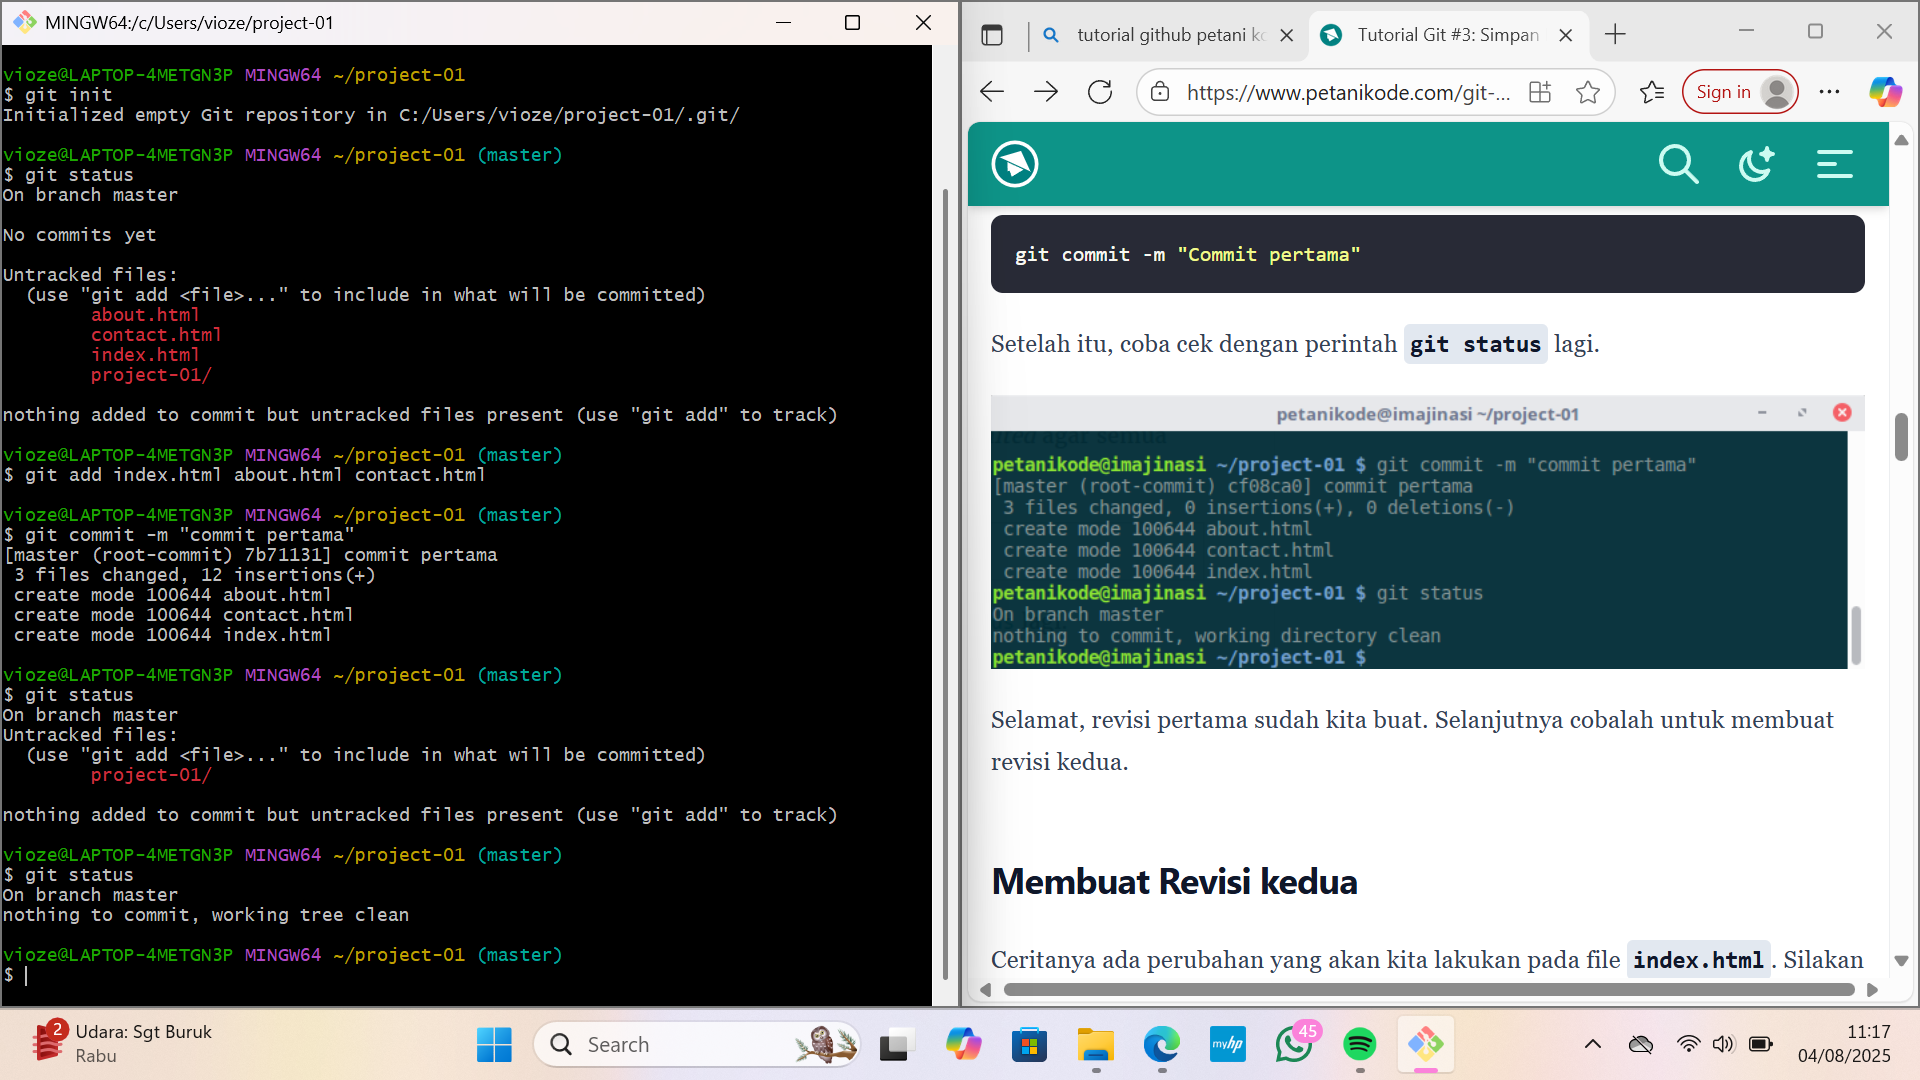 MINGW64:/c/Users/vioze/project-01
vioze@LAPTOP-4METGN3P MINGW64 ~/project-01
$ git init
Initialized empty Git repository in C:/Users/vioze/project-01/.git/
vioze@LAPTOP-4METGN3P MINGW64 ~/project-01 (master)
$ git status
On branch master
No commits yet
Untracked files:
(use "git add <file>..." to include in what will be committed)
about.html
contact.html
index.html
project-01/
nothing added to commit but untracked files present (use "git add" to track)
vioze@LAPTOP-4METGN3P MINGW64 ~/project-01 (master)
$ git add index.html about.html contact.html
vioze@LAPTOP-4METGN3P MINGW64 ~/project-01 (master)
$ git commit -m "commit pertama"
[master (root-commit) 7b71131] commit pertama
3 files changed, 12 insertions(+)
create mode 100644 about.html
create mode 100644 contact.html
create mode 100644 index.html
vioze@LAPTOP-4METGN3P MINGW64 ~/project-01 (master)
$ git status
On branch master
Untracked files:
(use "git add <file>..." to include in what will be committed)
project-01/
nothing added to commit but untracked files present (use "git add" to track)
vioze@LAPTOP-4METGN3P MINGW64 ~/project-01 (master)
$ git status
On branch master
nothing to commit, working tree clean
vioze@LAPTOP-4METGN3P MINGW64 ~/project-01 (master)
$
tutorial github petani
Tutorial Git #3: Simpan
https://www.petanikode.com/git-...
Sign in
git commit -m "Commit pertama"
Setelah itu, coba cek dengan perintah git status lagi.
petanikode@imajinasi ~/project-01
agar semua
petanikode@imajinasi ~/project-01 $ git commit -m "commit pertama"
[master (root-commit) cf08ca0] commit pertama
3 files changed, 0 insertions(+), 0 deletions(-)
create mode 100644 about.html
create mode 100644 contact.html
create mode 100644 index.html
petanikode@imajinasi ~/project-01 $ git status
On branch master
nothing to commit, working directory clean
petanikode@imajinasi ~/project-01 $
Selamat, revisi pertama sudah kita buat. Selanjutnya cobalah untuk membuat
revisi kedua.
Membuat Revisi kedua
Ceritanya ada perubahan yang akan kita lakukan pada file index.html. Silakan
2
Udara: Sgt Buruk
Rabu
Search
myhp
45
11:17
04/08/2025